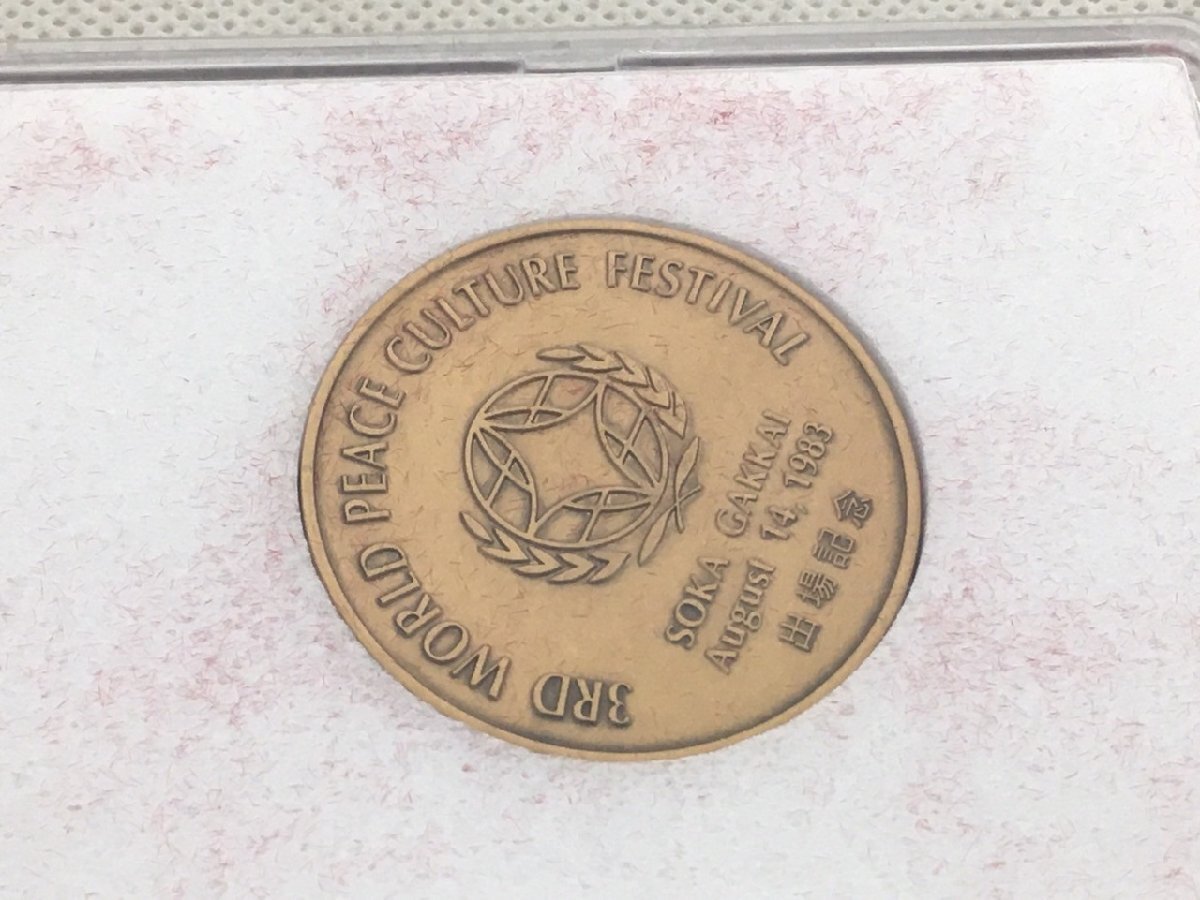 3RD WORLD PEACE CULTURE FESTIVAL
SOKA GAKKAI
August 14, 1983
出場記念